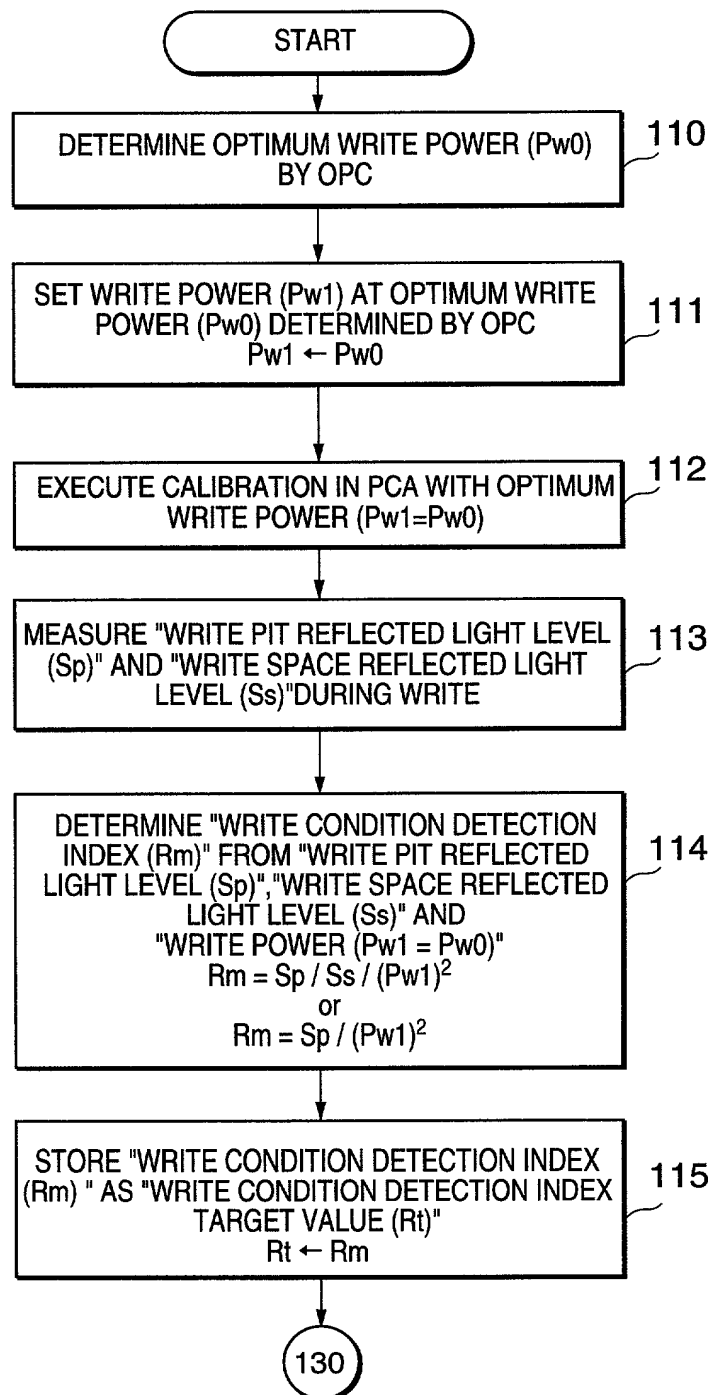 START
DETERMINE OPTIMUM WRITE POWER (Pw0)
BY OPC
110
SET WRITE POWER (Pw1) AT OPTIMUM WRITE
POWER (Pw0) DETERMINED BY OPC
Pw1 ← Pw0
111
EXECUTE CALIBRATION IN PCA WITH OPTIMUM
WRITE POWER (Pw1=Pw0)
112
MEASURE "WRITE PIT REFLECTED LIGHT LEVEL
(Sp)" AND "WRITE SPACE REFLECTED LIGHT
LEVEL (Ss)"DURING WRITE
113
DETERMINE "WRITE CONDITION DETECTION
INDEX (Rm)" FROM "WRITE PIT REFLECTED
LIGHT LEVEL (Sp)","WRITE SPACE REFLECTED
LIGHT LEVEL (Ss)" AND
"WRITE POWER (Pw1 = Pw0)"
Rm = Sp / Ss / (Pw1)²
or
Rm = Sp / (Pw1)²
114
STORE "WRITE CONDITION DETECTION INDEX
(Rm) " AS "WRITE CONDITION DETECTION INDEX
TARGET VALUE (Rt)"
Rt ← Rm
115
130